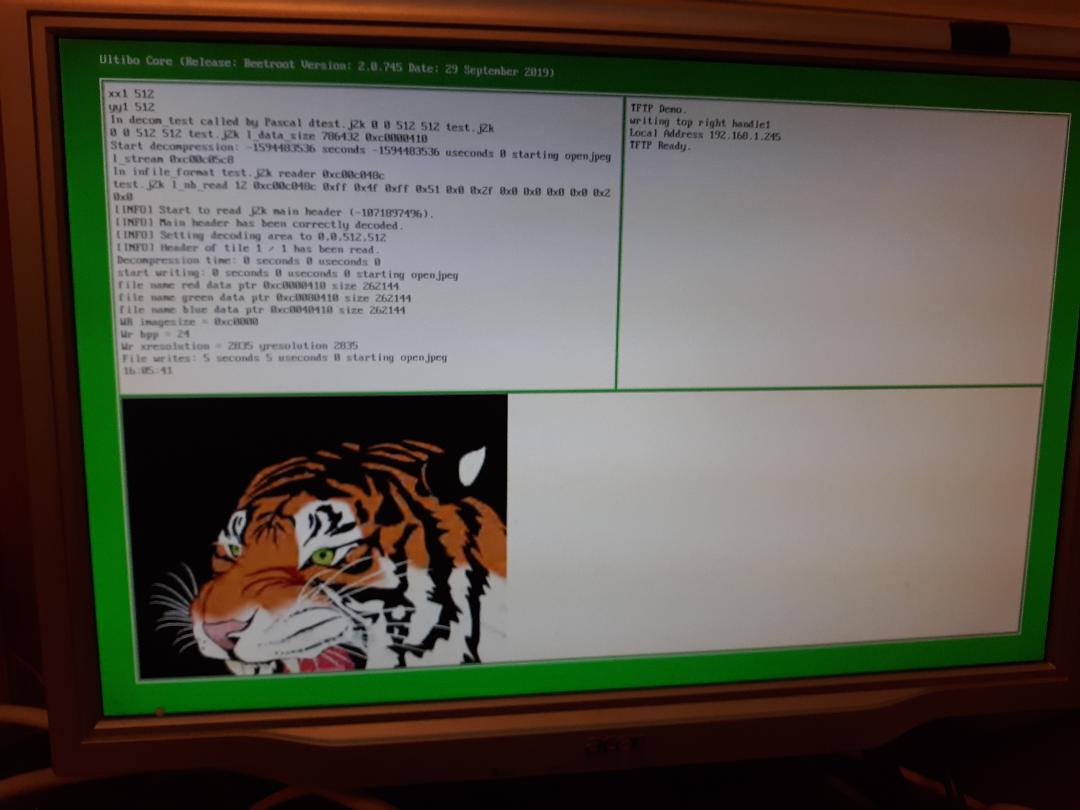 Ultibo Core (Release: Beetroot Version: 2.0.745 Date: 29 September 2019)
xx1 512
yy1 512
In decom_test called by Pascal dtest.j2k 0 0 512 512 test.j2k
0 0 512 512 test.j2k l_data_size 786432 0xc0000410
Start decompression: -1594483536 seconds -1594483536 useconds 0 starting openjpeg
l_stream 0xc00c05c8
In infile_format test.j2k reader 0xc00c048c
test.j2k l_nb_read 12 0xc00c048c 0xff 0x4f 0xff 0x51 0x0 0x2f 0x0 0x0 0x0 0x0 0x2
0x0
[INFO] Start to read j2k main header (-1071897496).
[INFO] Main header has been correctly decoded.
[INFO] Setting decoding area to 0,0,512,512
[INFO] Header of tile 1 / 1 has been read.
Decompression time: 0 seconds 0 useconds 0
start writing: 0 seconds 0 useconds 0 starting openjpeg
file name red data ptr 0xc0000410 size 262144
file name green data ptr 0xc0080410 size 262144
file name blue data ptr 0xc0040410 size 262144
WR imagesize = 0xc0000
Wr bpp = 24
Wr xresolution = 2835 yresolution 2835
File writes: 5 seconds 5 useconds 0 starting openjpeg
16:05:41
TFTP Demo.
writing top right handle1
Local Address 192.168.1.245
TFTP Ready.
acer